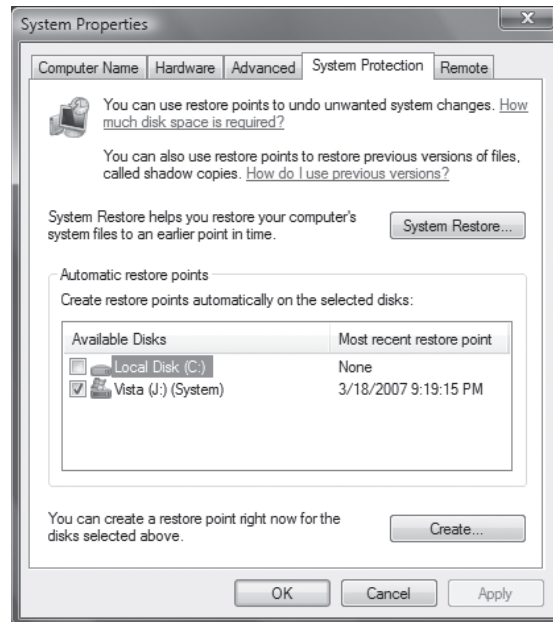 System Properties
Computer Name Hardware Advanced System Protection Remote
You can use restore points to undo unwanted system changes. How
much disk space is required?
You can also use restore points to restore previous versions of files,
called shadow copies. How do I use previous versions?
System Restore helps you restore your computer's
system files to an earlier point in time.
System Restore...
Automatic restore points
Create restore points automatically on the selected disks:
Available Disks Most recent restore point
Local Disk (C:) None
Vista (J:) (System) 3/18/2007 9:19:15 PM
You can create a restore point right now for the
disks selected above.
Create...
OK Cancel Apply